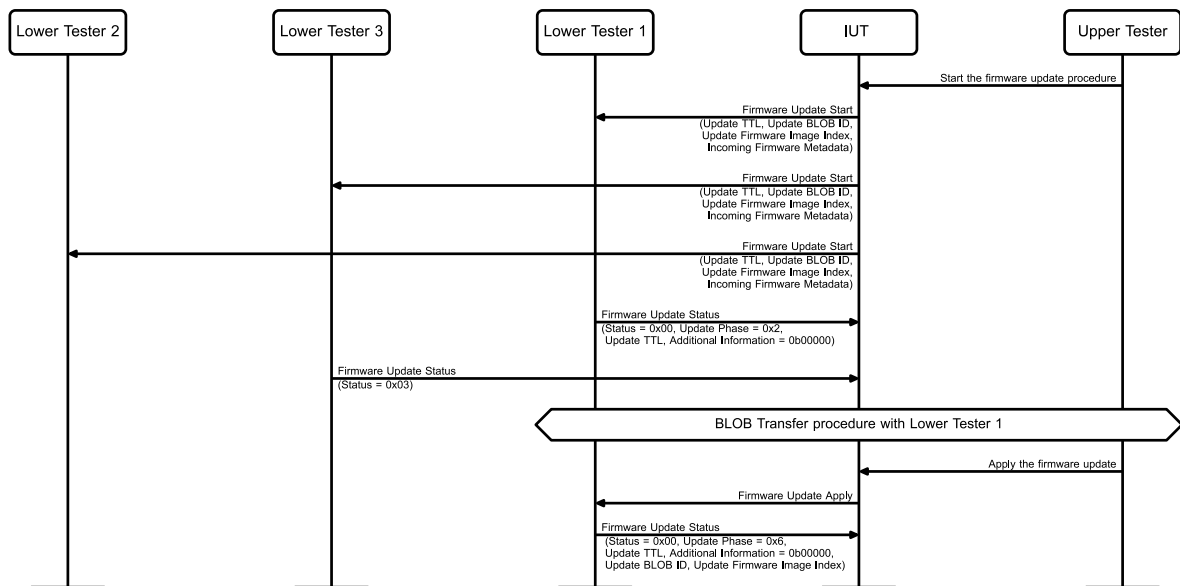 Lower Tester 2
Lower Tester 3
Lower Tester 1
IUT
Upper Tester
Start the firmware update procedure
Firmware Update Start
(Update TTL, Update BLOB ID,
Update Firmware Image Index,
Incoming Firmware Metadata)
Firmware Update Start
(Update TTL, Update BLOB ID,
Update Firmware Image Index,
Incoming Firmware Metadata)
Firmware Update Start
(Update TTL, Update BLOB ID,
Update Firmware Image Index,
Incoming Firmware Metadata)
Firmware Update Status
(Status = 0x00, Update Phase = 0x2,
Update TTL, Additional Information = 0b00000)
Firmware Update Status
(Status = 0x03)
BLOB Transfer procedure with Lower Tester 1
Apply the firmware update
Firmware Update Apply
Firmware Update Status
(Status = 0x00, Update Phase = 0x6,
Update TTL, Additional Information = 0b00000,
Update BLOB ID, Update Firmware Image Index)